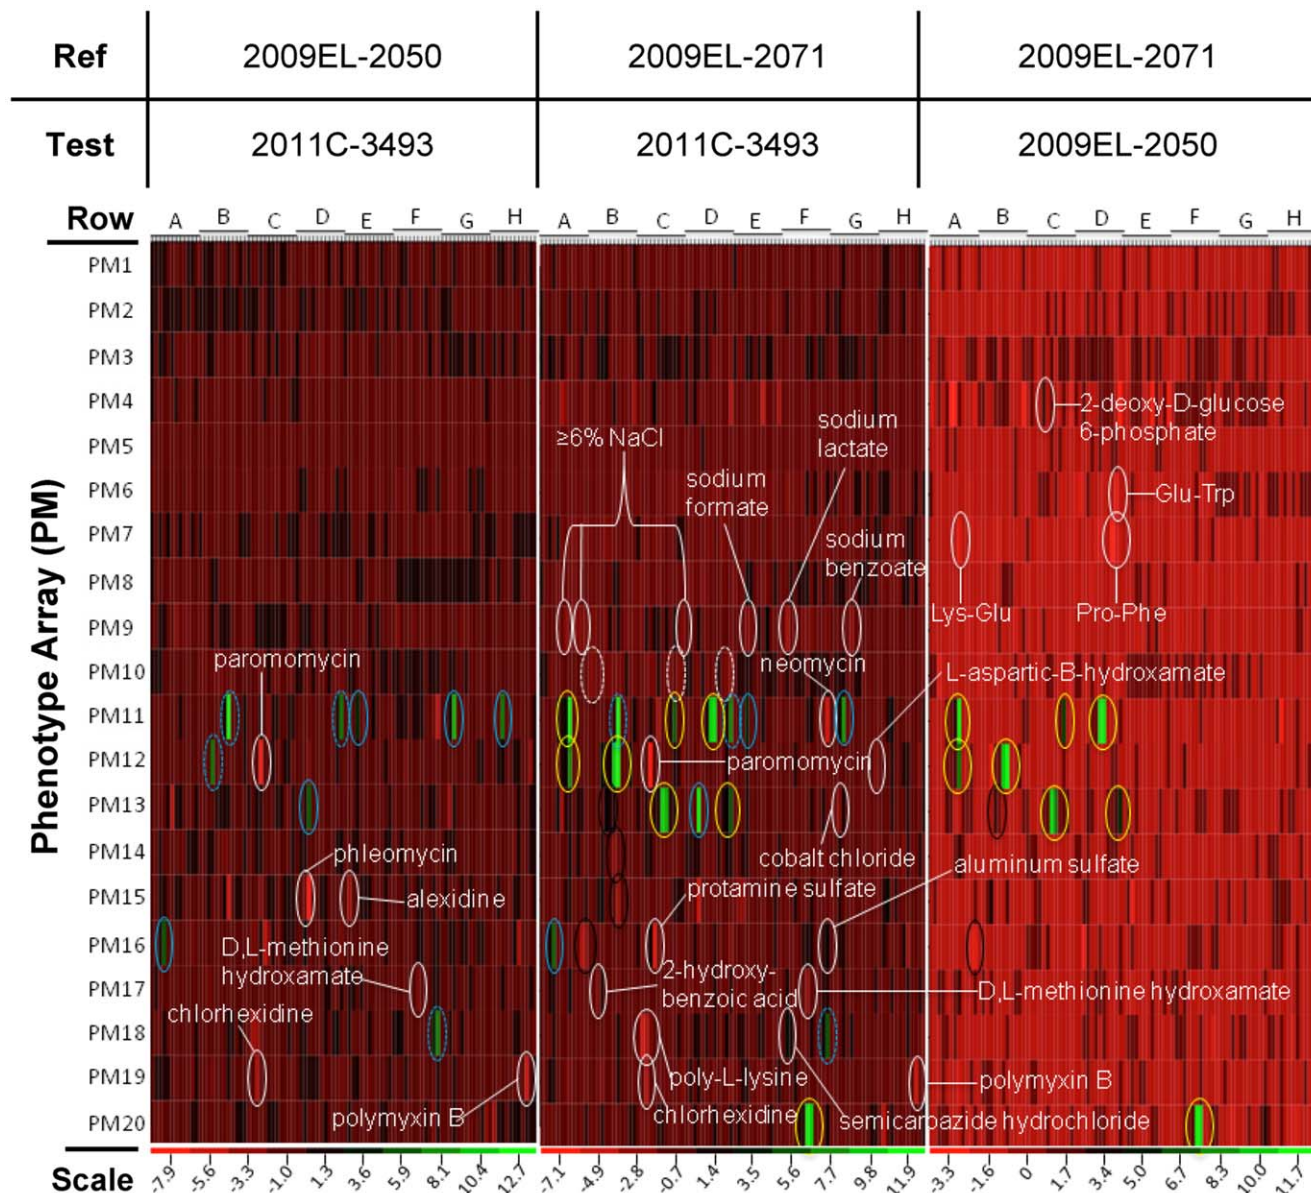 Ref 2009EL-2050 2009EL-2071 2009EL-2071
Test 2011C-3493 2011C-3493 2009EL-2050
Row A B C D E F G H A B C D E F G H A B C D E F G H
Phenotype Array (PM)
PM1
PM2
PM3
PM4
PM5
PM6
PM7
PM8
PM9
PM10
PM11
PM12
PM13
PM14
PM15
PM16
PM17
PM18
PM19
PM20
paromomycin
phleomycin
alexidine
D,L-methionine
hydroxamate
chlorhexidine
polymyxin B
≥6% NaCl
sodium
formate
sodium
lactate
sodium
benzoate
neomycin
L-aspartic-B-hydroxamate
paromomycin
cobalt chloride
protamine sulfate
aluminum sulfate
2-hydroxy-
benzoic acid
D,L-methionine hydroxamate
poly-L-lysine
chlorhexidine
semicarbazide hydrochloride
polymyxin B
2-deoxy-D-glucose
6-phosphate
Glu-Trp
Lys-Glu
Pro-Phe
Scale -7.9 -5.6 -3.3 -1.0 1.3 3.6 5.9 8.1 10.4 12.7 -7.1 -4.9 -2.8 -0.7 1.4 3.5 5.6 7.7 9.8 11.9 -3.3 -1.6 0 1.7 3.4 5.0 6.7 8.3 10.0 11.7